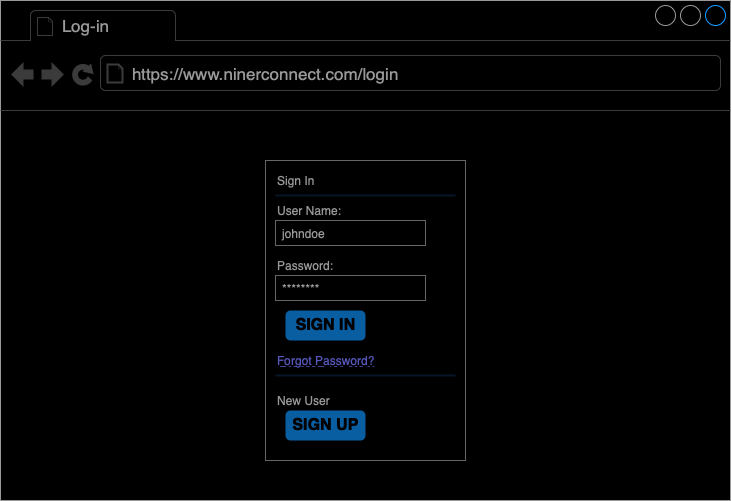 Log-in
https://www.ninerconnect.com/login
Sign In
User Name:
johndoe
Password:
********
SIGN IN
Forgot Password?
New User
SIGN UP